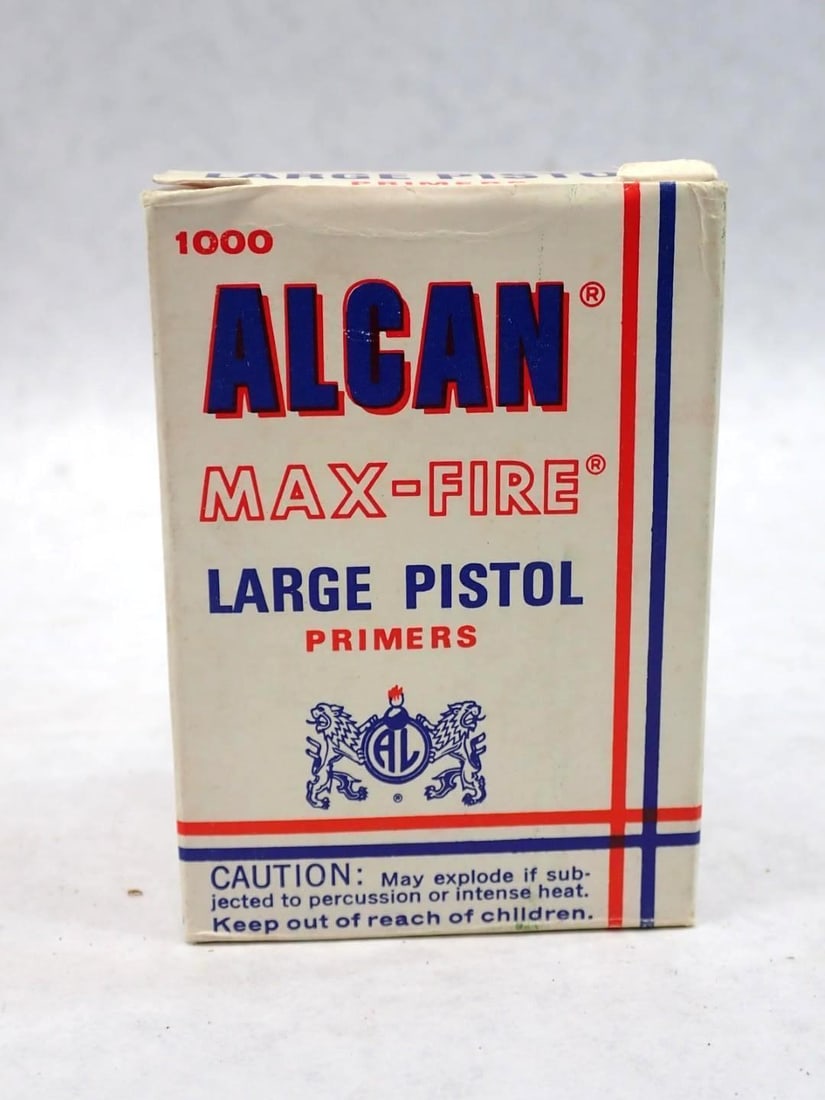 LARGE PISTOL
PRIMERS
1000
ALCAN®
MAX-FIRE®
LARGE PISTOL
PRIMERS
AL
®
CAUTION: May explode if sub-
jected to percussion or intense heat.
Keep out of reach of children.